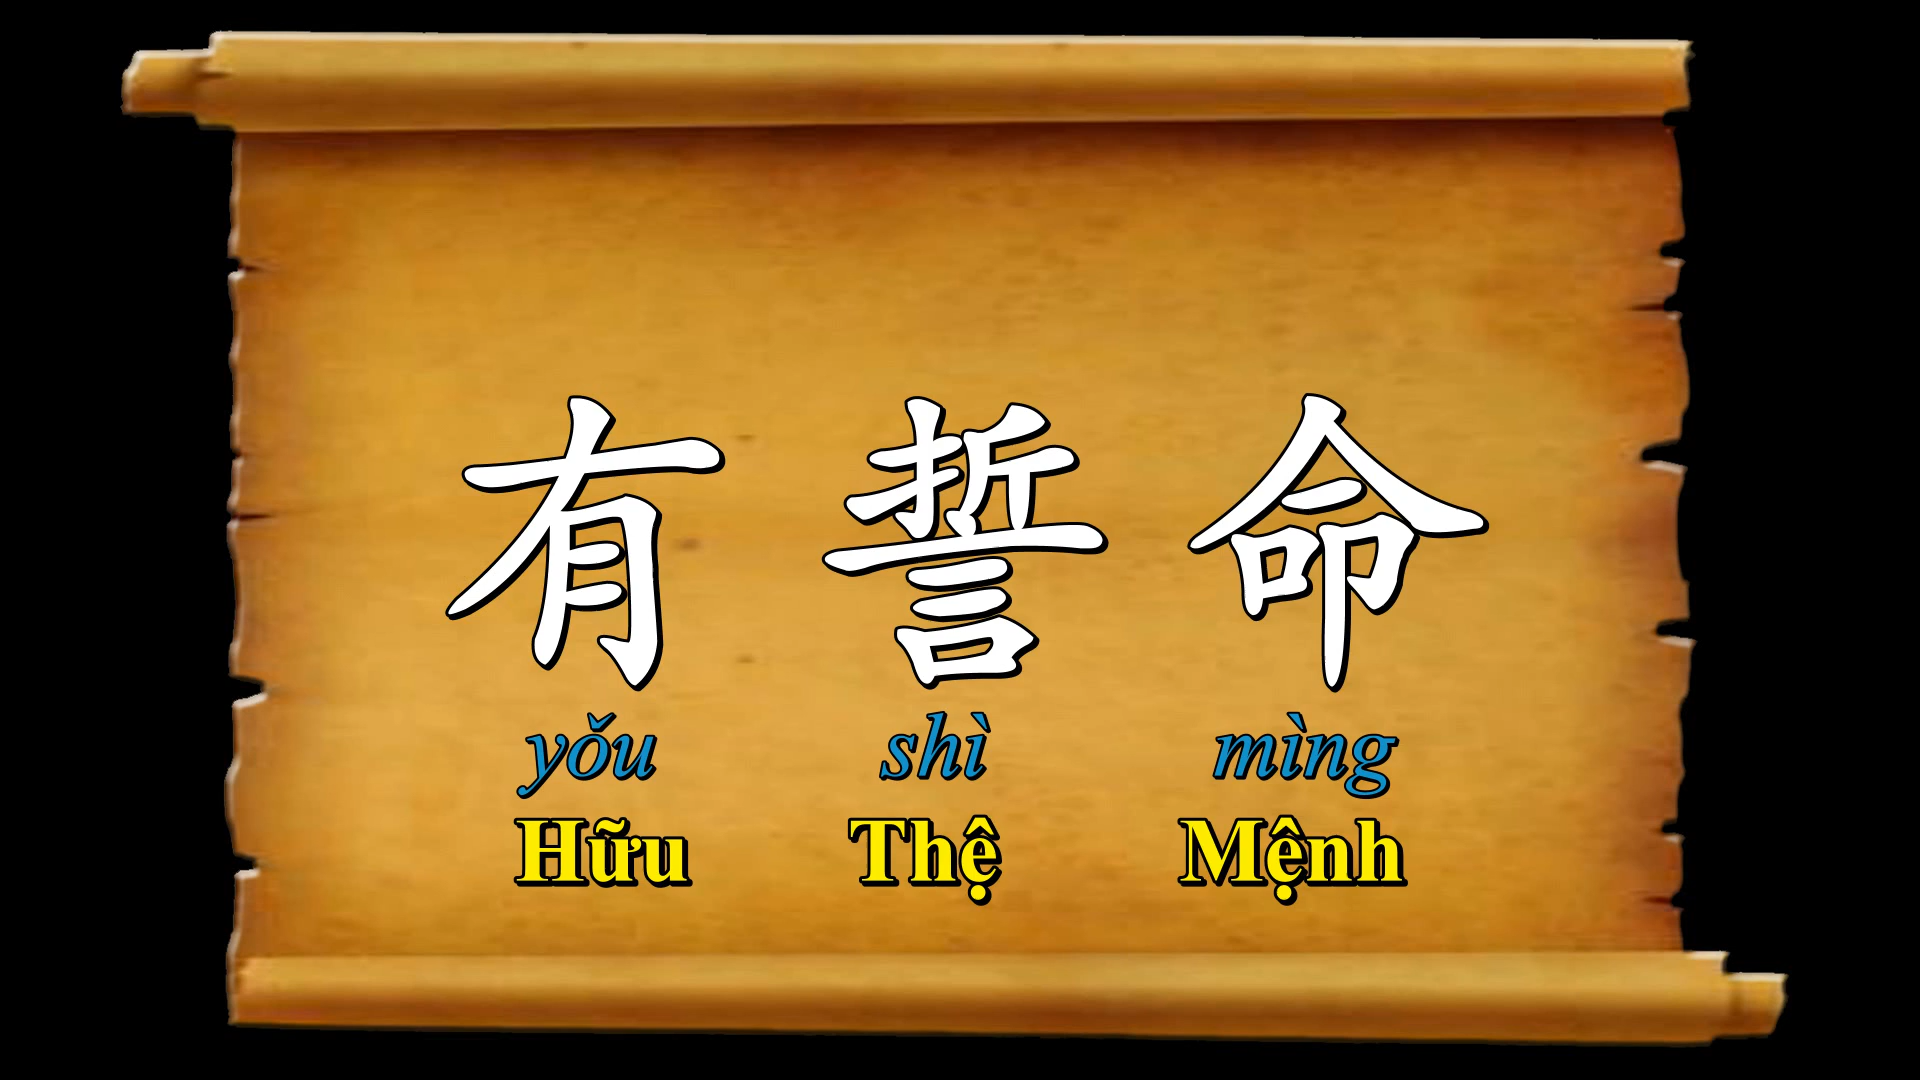 有 誓 命
yǒu shì mìng
Hữu Thệ Mệnh